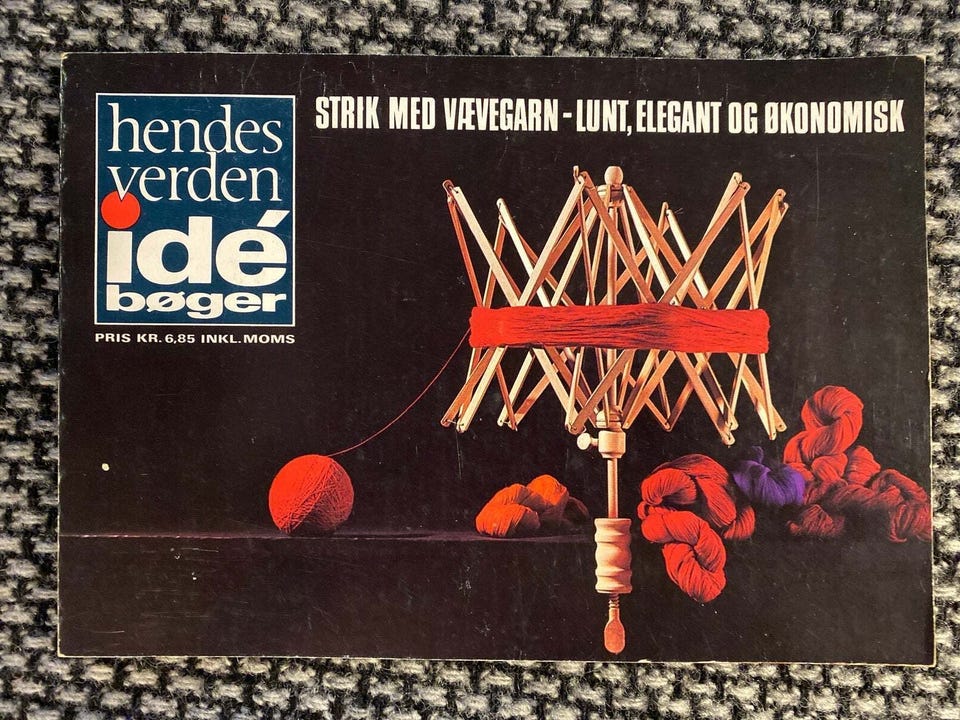 hendes
verden
idé
bøger
PRIS KR. 6,85 INKL. MOMS
STRIK MED VÆVEGARN - LUNT, ELEGANT OG ØKONOMISK